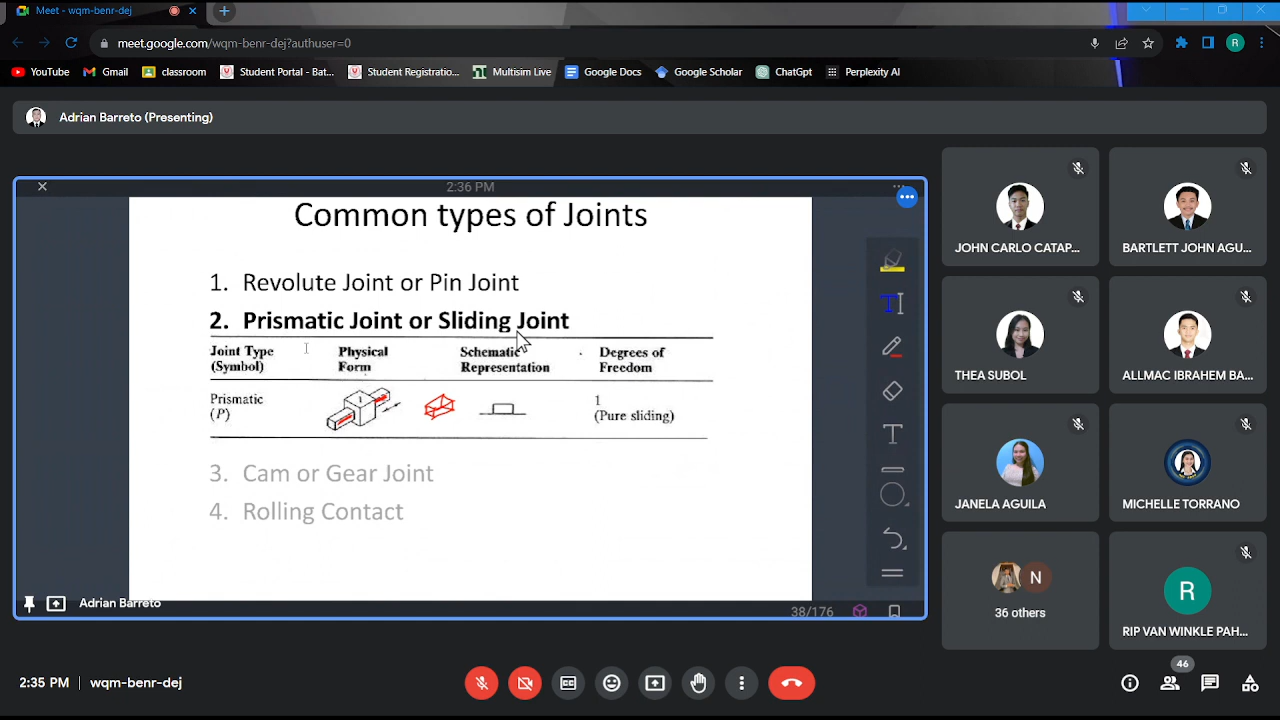 Meet - wqm-benr-dej
meet.google.com/wqm-benr-dej?authuser=0
R
YouTube
Gmail
classroom
Student Portal - Bat...
Student Registratio...
Multisim Live
Google Docs
Google Scholar
ChatGpt
Perplexity AI
Adrian Barreto (Presenting)
2:36 PM
Common types of Joints
1. Revolute Joint or Pin Joint
2. Prismatic Joint or Sliding Joint
Joint Type (Symbol)
Physical Form
Schematic Representation
Degrees of Freedom
Prismatic (P)
1 (Pure sliding)
3. Cam or Gear Joint
4. Rolling Contact
Adrian Barreto
38/176
T
T
JOHN CARLO CATAP...
BARTLETT JOHN AGU...
THEA SUBOL
ALLMAC IBRAHEM BA...
JANELA AGUILA
MICHELLE TORRANO
N
36 others
R
RIP VAN WINKLE PAH...
2:35 PM | wqm-benr-dej
46